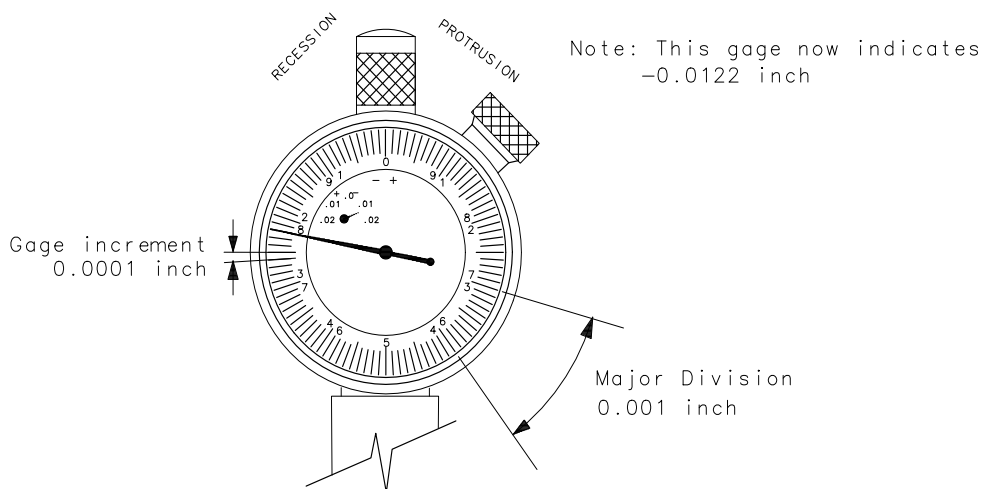 RECESSION
PROTRUSION
Note: This gage now indicates
−0.0122 inch
0
9 1
9 1
− +
+ .0 −
.01 .01
.02 .02
2
8
8
2
Gage increment
0.0001 inch
3
7
7
3
4 6
4 6
5
Major Division
0.001 inch